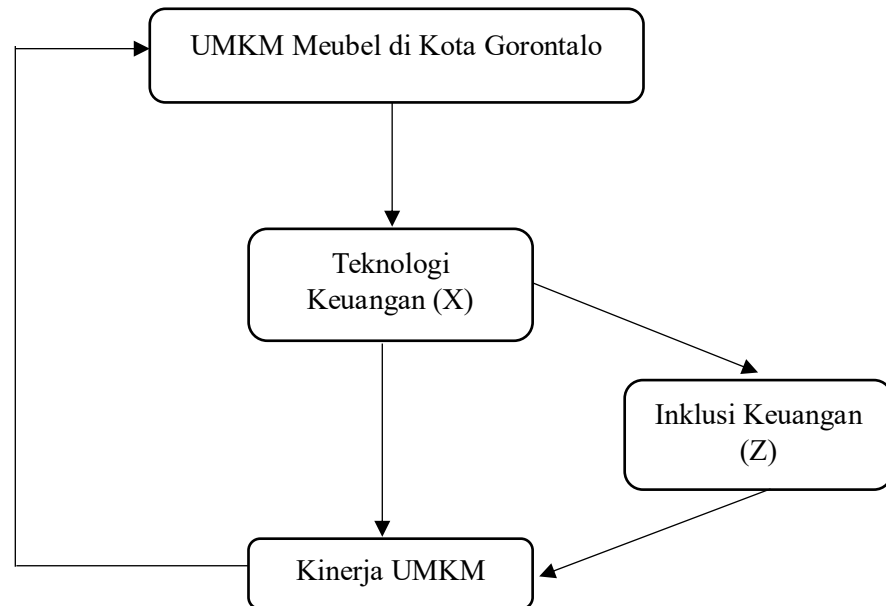 UMKM Meubel di Kota Gorontalo
Teknologi
Keuangan (X)
Inklusi Keuangan
(Z)
Kinerja UMKM